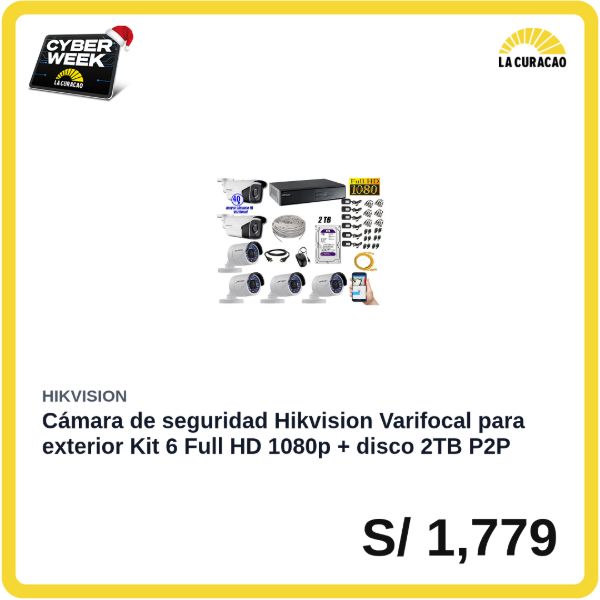 CYBER
WEEK
LA CURACAO
LA CURACAO
Full HD
1080
2 TB
HIKVISION
Cámara de seguridad Hikvision Varifocal para
exterior Kit 6 Full HD 1080p + disco 2TB P2P
S/ 1,779